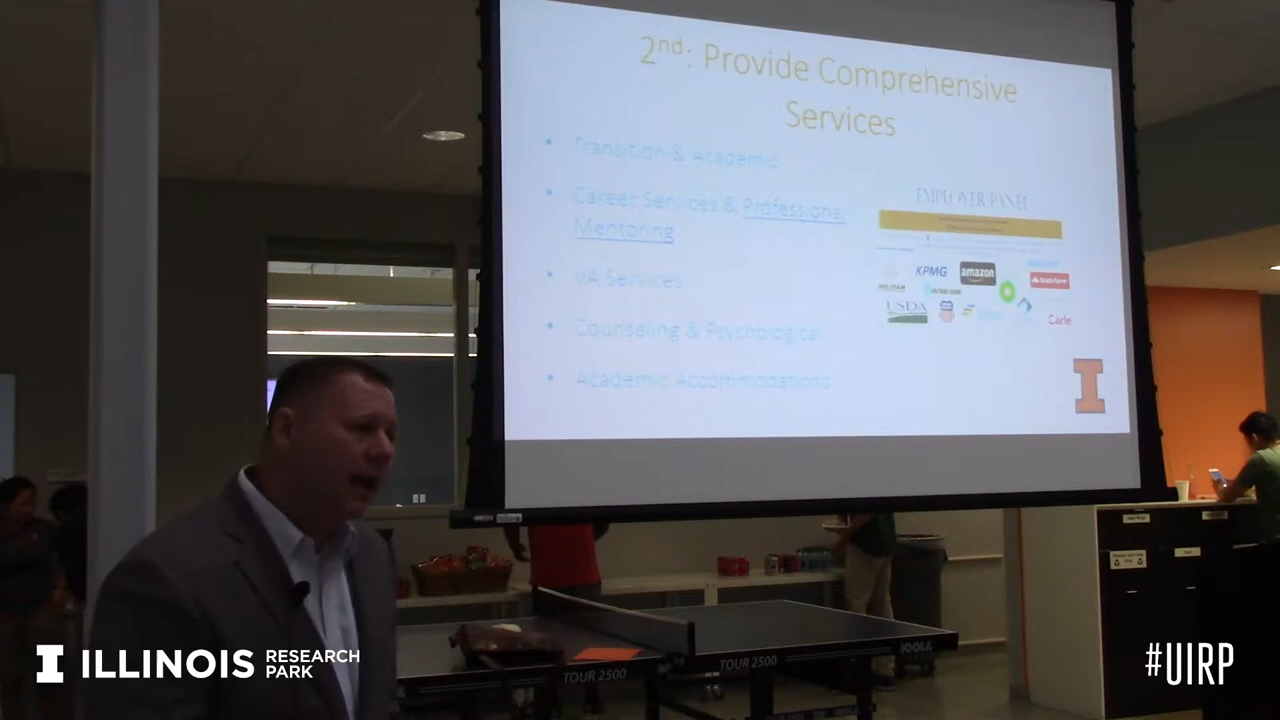 2nd: Provide Comprehensive
Services
• Transition & Academic
• Career Services & Professional
Mentoring
• VA Services
• Counseling & Psychological
• Academic Accommodations
EMPLOYER PANEL
KPMG
amazon
State Farm
USDA
Carle
I
TOUR 2500
TOUR 2500
JOOLA
I ILLINOIS RESEARCH
PARK
#UIRP